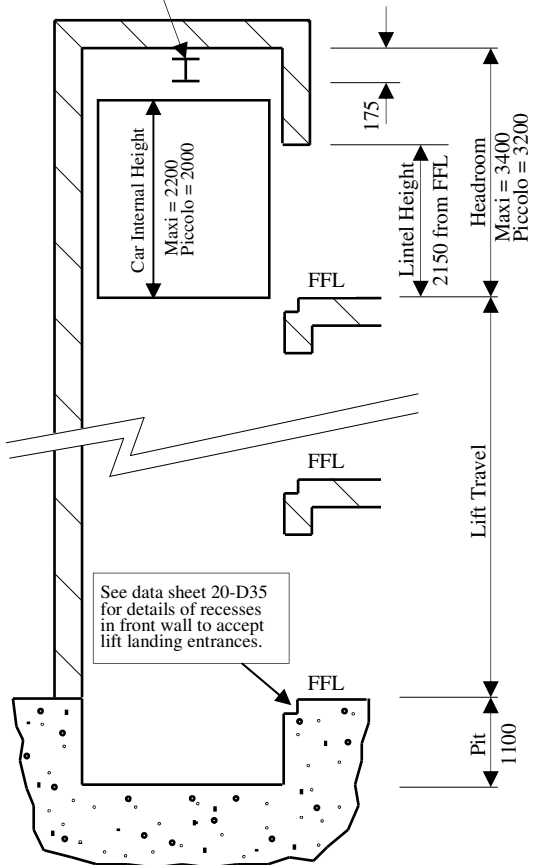 175
Car Internal Height
Maxi = 2200
Piccolo = 2000
Lintel Height
2150 from FFL
Headroom
Maxi = 3400
Piccolo = 3200
FFL
FFL
Lift Travel
See data sheet 20-D35
for details of recesses
in front wall to accept
lift landing entrances.
FFL
Pit
1100